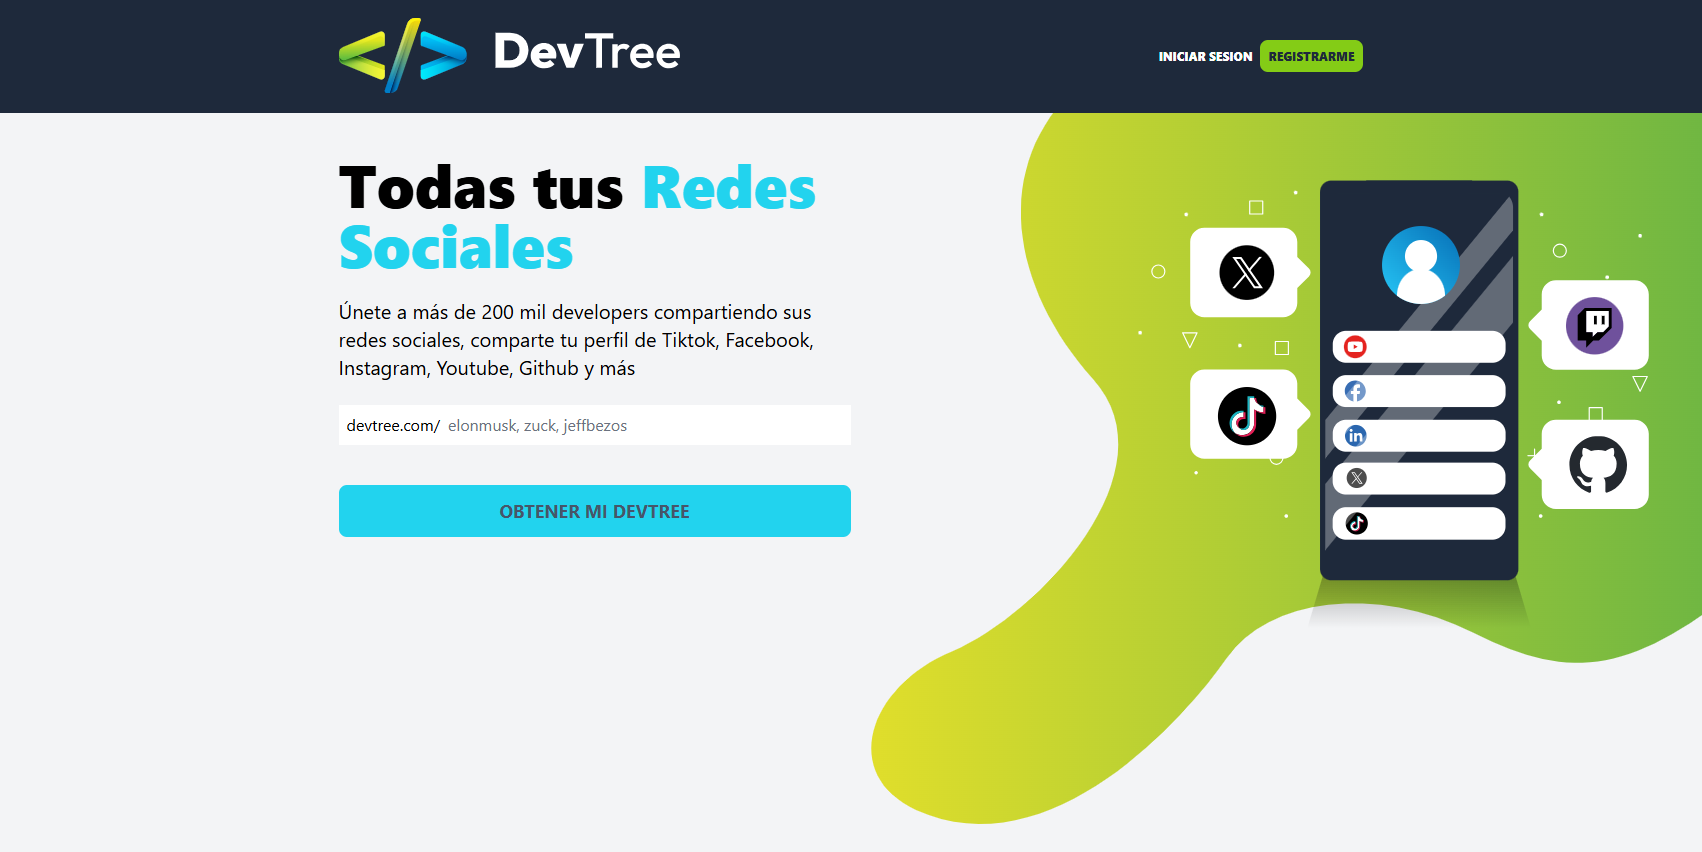 DevTree
INICIAR SESION
REGISTRARME
Todas tus Redes
Sociales
Únete a más de 200 mil developers compartiendo sus
redes sociales, comparte tu perfil de Tiktok, Facebook,
Instagram, Youtube, Github y más
devtree.com/ elonmusk, zuck, jeffbezos
OBTENER MI DEVTREE